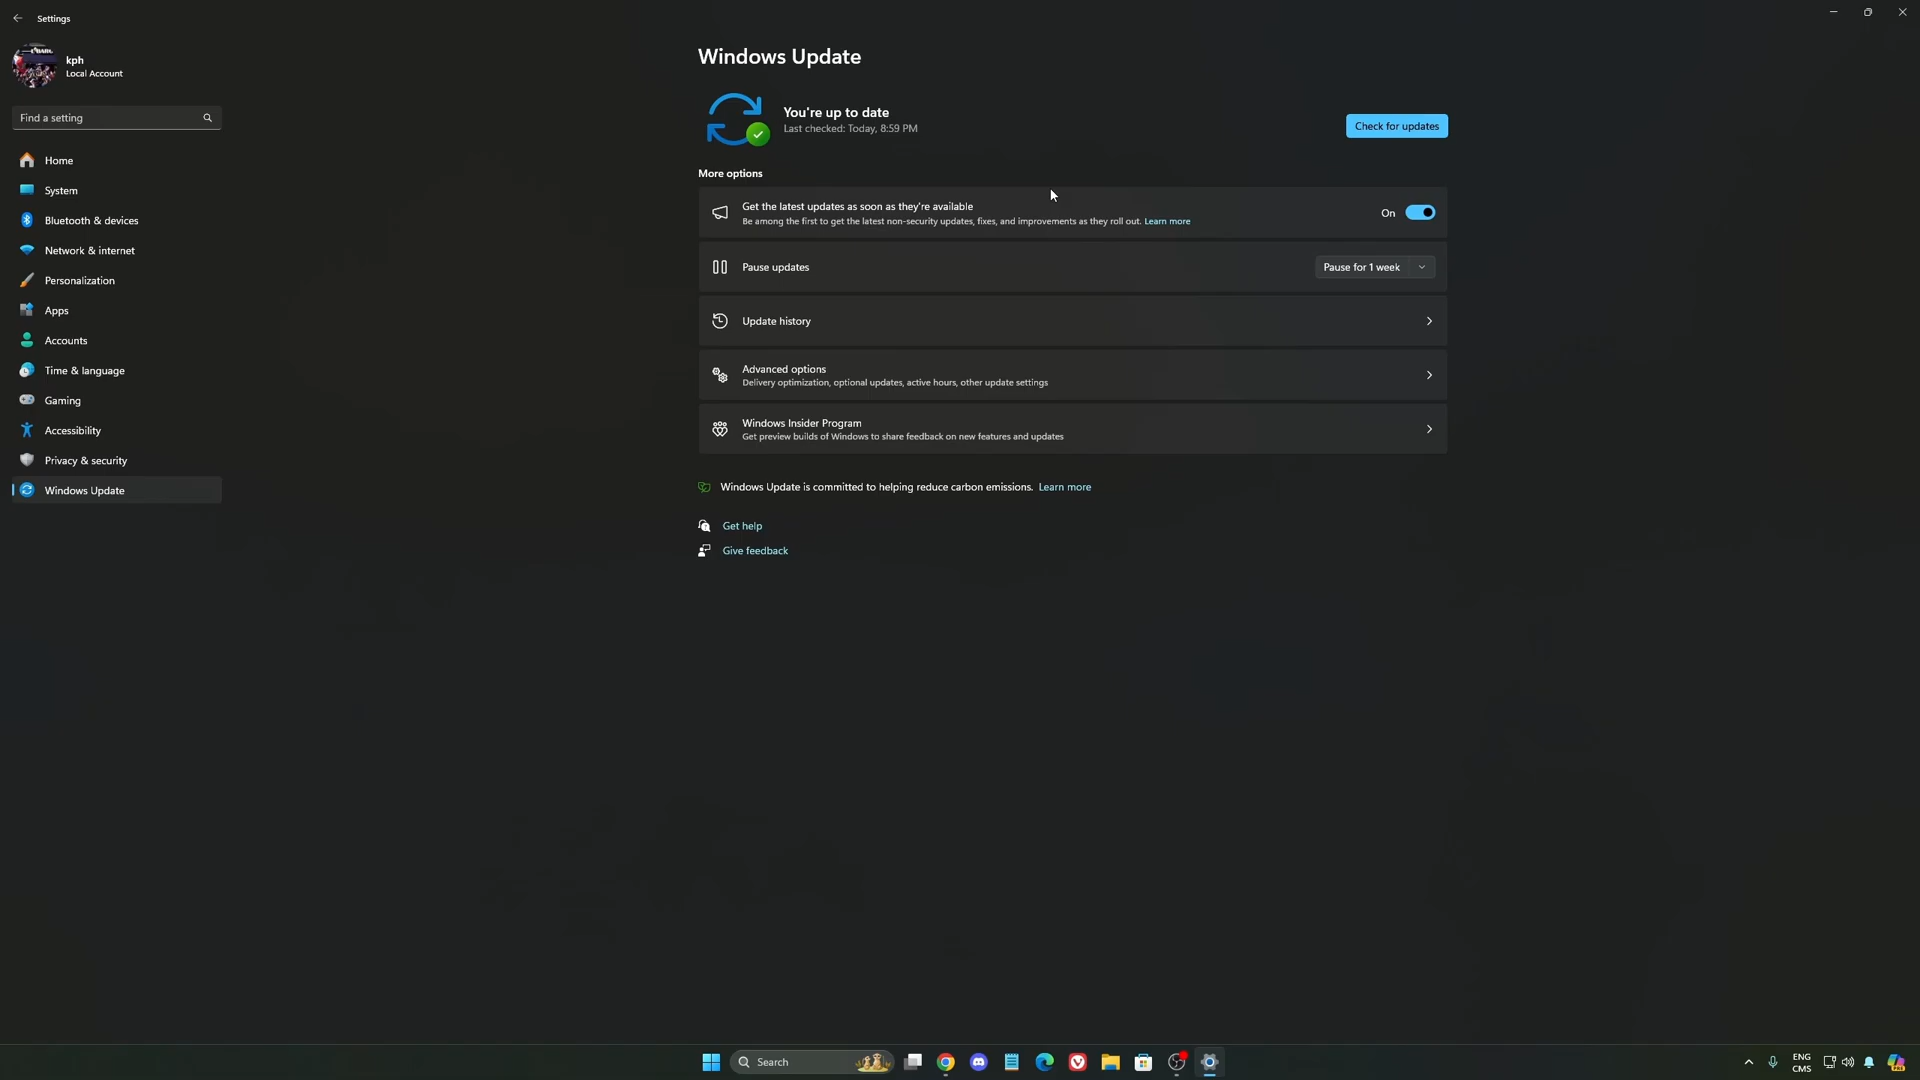 Settings
kph
Local Account
Find a setting
Home
System
Bluetooth & devices
Network & internet
Personalization
Apps
Accounts
Time & language
Gaming
Accessibility
Privacy & security
Windows Update
Windows Update
You're up to date
Last checked: Today, 8:59 PM
Check for updates
More options
Get the latest updates as soon as they're available
Be among the first to get the latest non-security updates, fixes, and improvements as they roll out. Learn more
On
Pause updates
Pause for 1 week
Update history
Advanced options
Delivery optimization, optional updates, active hours, other update settings
Windows Insider Program
Get preview builds of Windows to share feedback on new features and updates
Windows Update is committed to helping reduce carbon emissions. Learn more
Get help
Give feedback
Search
ENG
CMS